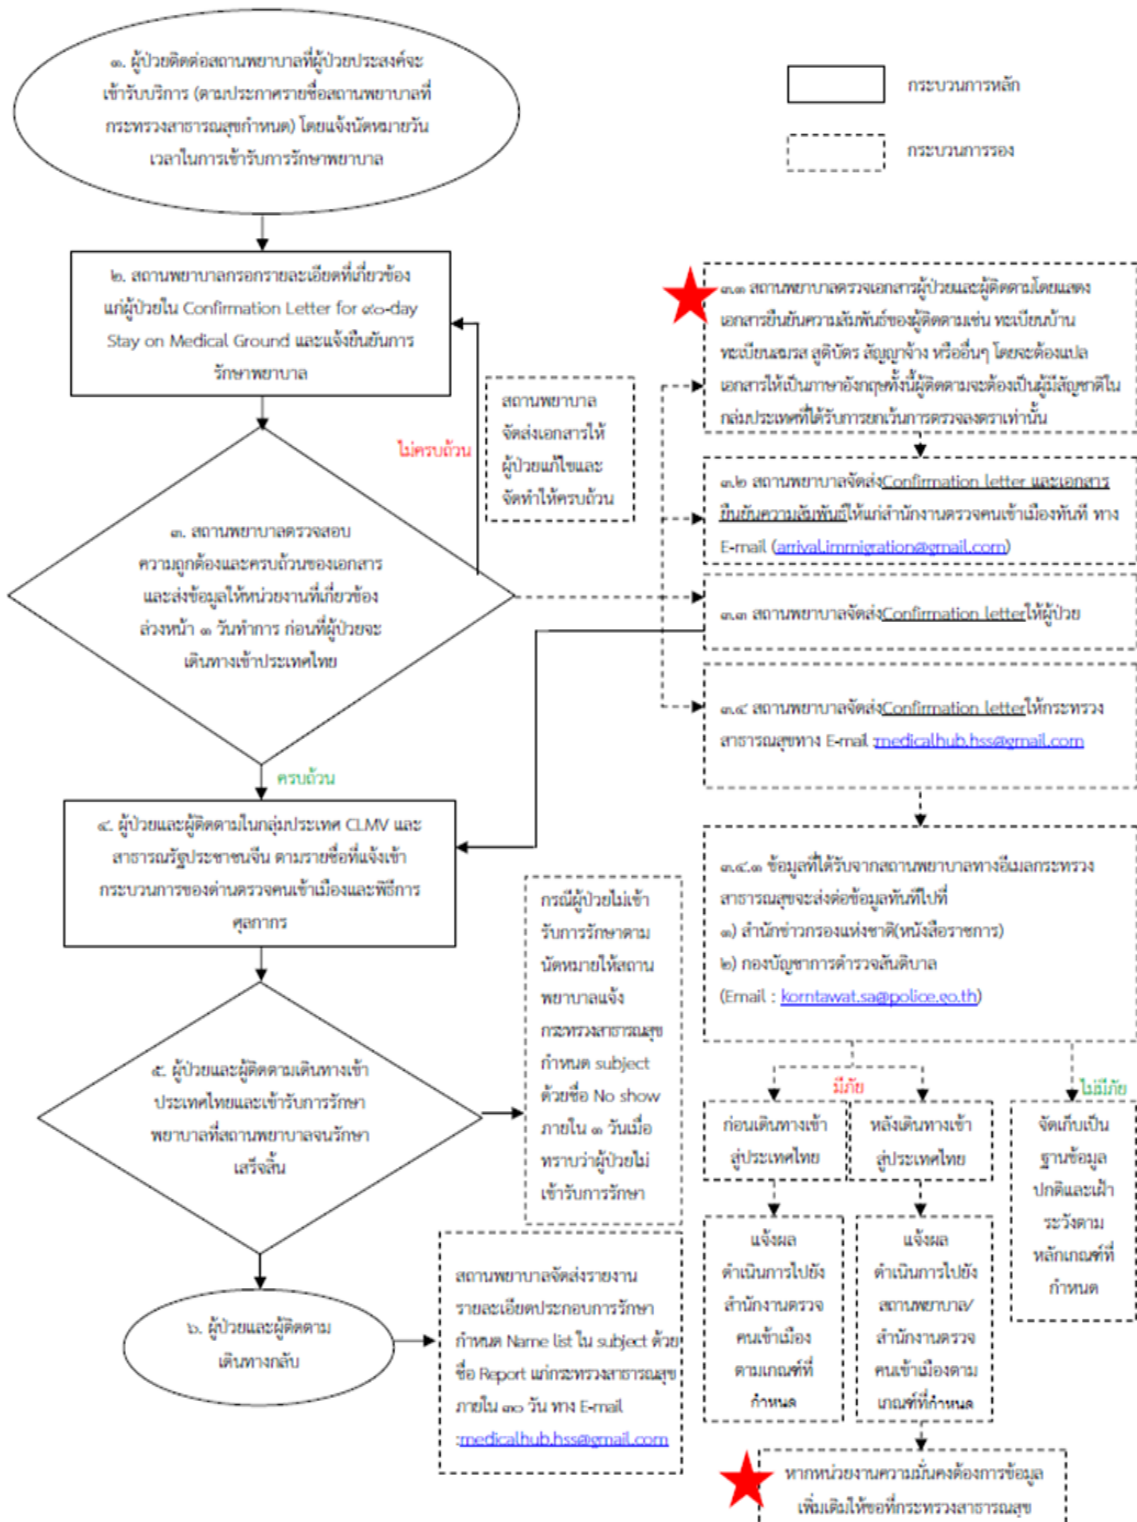 ๑. ผู้ป่วยติดต่อสถานพยาบาลที่ผู้ป่วยประสงค์จะ
เข้ารับบริการ (ตามประกาศรายชื่อสถานพยาบาลที่
กระทรวงสาธารณสุขกำหนด) โดยแจ้งนัดหมายวัน
เวลาในการเข้ารับการรักษาพยาบาล
กระบวนการหลัก
กระบวนการรอง
๒. สถานพยาบาลกรอกรายละเอียดที่เกี่ยวข้อง
แก่ผู้ป่วยใน Confirmation Letter for ๙๐-day
Stay on Medical Ground และแจ้งยืนยันการ
รักษาพยาบาล
ไม่ครบถ้วน
สถานพยาบาล
จัดส่งเอกสารให้
ผู้ป่วยแก้ไขและ
จัดทำให้ครบถ้วน
๓. สถานพยาบาลตรวจสอบ
ความถูกต้องและครบถ้วนของเอกสาร
และส่งข้อมูลให้หน่วยงานที่เกี่ยวข้อง
ล่วงหน้า ๑ วันทำการ ก่อนที่ผู้ป่วยจะ
เดินทางเข้าประเทศไทย
ครบถ้วน
๓.๑ สถานพยาบาลตรวจเอกสารผู้ป่วยและผู้ติดตามโดยแสดง
เอกสารยืนยันความสัมพันธ์ของผู้ติดตามเช่น ทะเบียนบ้าน
ทะเบียนสมรส สูติบัตร สัญญาจ้าง หรืออื่นๆ โดยจะต้องแปล
เอกสารให้เป็นภาษาอังกฤษทั้งนี้ผู้ติดตามจะต้องเป็นผู้มีสัญชาติใน
กลุ่มประเทศที่ได้รับการยกเว้นการตรวจลงตราเท่านั้น
๓.๒ สถานพยาบาลจัดส่งConfirmation letter และเอกสาร
ยืนยันความสัมพันธ์ให้แก่สำนักงานตรวจคนเข้าเมืองทันที ทาง
E-mail (arrival.immigration@gmail.com)
๓.๓ สถานพยาบาลจัดส่งConfirmation letterให้ผู้ป่วย
๓.๔ สถานพยาบาลจัดส่งConfirmation letterให้กระทรวง
สาธารณสุขทาง E-mail :medicalhub.hss@gmail.com
๔. ผู้ป่วยและผู้ติดตามในกลุ่มประเทศ CLMV และ
สาธารณรัฐประชาชนจีน ตามรายชื่อที่แจ้งเข้า
กระบวนการของด่านตรวจคนเข้าเมืองและพิธีการ
ศุลกากร
๓.๔.๑ ข้อมูลที่ได้รับจากสถานพยาบาลทางอีเมลกระทรวง
สาธารณสุขจะส่งต่อข้อมูลทันทีไปที่
๑) สำนักข่าวกรองแห่งชาติ(หนังสือราชการ)
๒) กองบัญชาการตำรวจสันติบาล
(Email : korntawat.sa@police.go.th)
กรณีผู้ป่วยไม่เข้า
รับการรักษาตาม
นัดหมายให้สถาน
พยาบาลแจ้ง
กระทรวงสาธารณสุข
กำหนด subject
ด้วยชื่อ No show
ภายใน ๑ วันเมื่อ
ทราบว่าผู้ป่วยไม่
เข้ารับการรักษา
๕. ผู้ป่วยและผู้ติดตามเดินทางเข้า
ประเทศไทยและเข้ารับการรักษา
พยาบาลที่สถานพยาบาลจนรักษา
เสร็จสิ้น
มีภัย
ไม่มีภัย
ก่อนเดินทางเข้า
สู่ประเทศไทย
หลังเดินทางเข้า
สู่ประเทศไทย
จัดเก็บเป็น
ฐานข้อมูล
ปกติและเฝ้า
ระวังตาม
หลักเกณฑ์ที่
กำหนด
แจ้งผล
ดำเนินการไปยัง
สำนักงานตรวจ
คนเข้าเมือง
ตามเกณฑ์ที่
กำหนด
แจ้งผล
ดำเนินการไปยัง
สถานพยาบาล/
สำนักงานตรวจ
คนเข้าเมืองตาม
เกณฑ์ที่กำหนด
๖. ผู้ป่วยและผู้ติดตาม
เดินทางกลับ
สถานพยาบาลจัดส่งรายงาน
รายละเอียดประกอบการรักษา
กำหนด Name list ใน subject ด้วย
ชื่อ Report แก่กระทรวงสาธารณสุข
ภายใน ๓๐ วัน ทาง E-mail
:medicalhub.hss@gmail.com
หากหน่วยงานความมั่นคงต้องการข้อมูล
เพิ่มเติมให้ขอที่กระทรวงสาธารณสุข